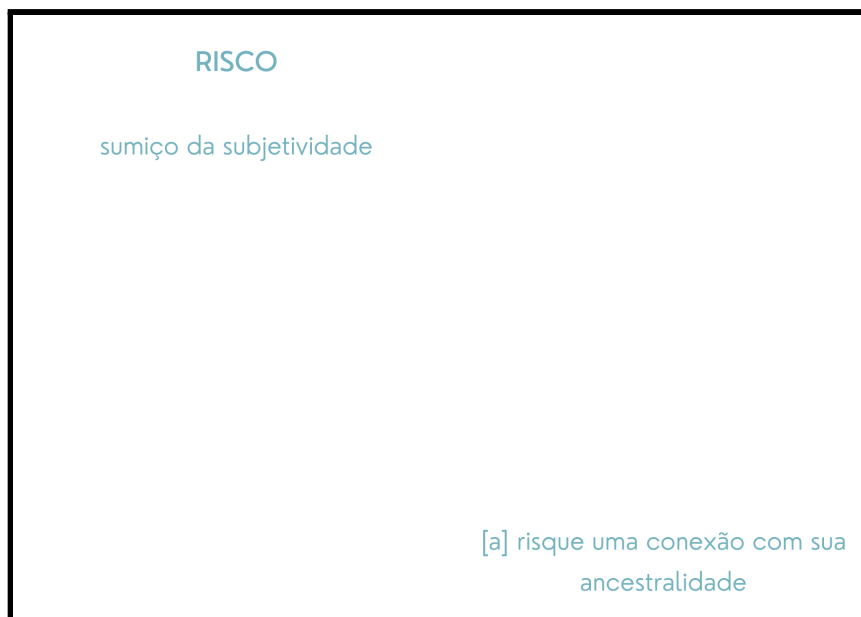 RISCO
sumiço da subjetividade
[a] risque uma conexão com sua
ancestralidade